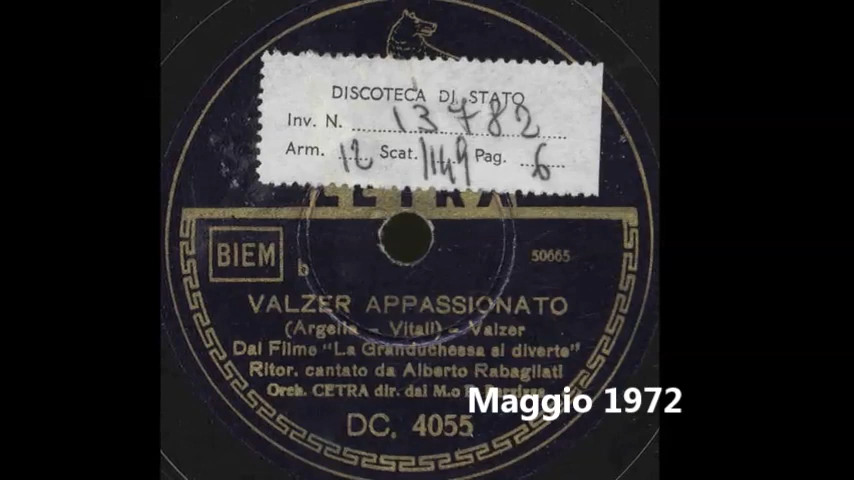 DISCOTECA DI STATO
Inv. N. 13782
Arm. 12 Scat. 1149 Pag. 6
BIEM
b
50665
VALZER APPASSIONATO
(Argella - Vitali) - Valzer
Dal Filme "La Granduchessa si diverte"
Ritor. cantato da Alberto Rabagliati
Orch. CETRA dir. dal M.o
Maggio 1972
DC. 4055